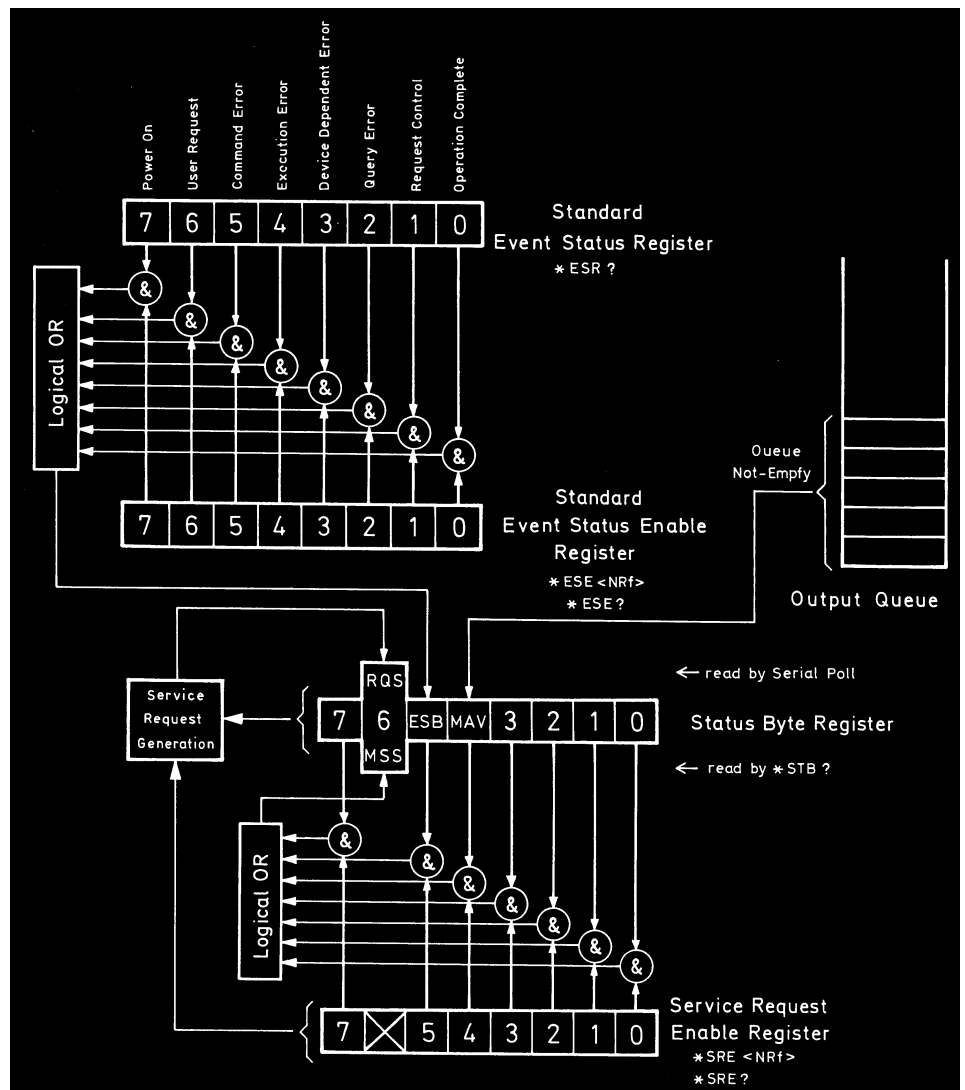 Power On
User Request
Command Error
Execution Error
Device Dependent Error
Query Error
Request Control
Operation Complete
7 6 5 4 3 2 1 0
Standard
Event Status Register
* ESR ?
Logical OR
&
&
&
&
&
&
&
&
Queue
Not-Empfy
7 6 5 4 3 2 1 0
Standard
Event Status Enable
Register
* ESE <NRf>
* ESE ?
Output Queue
Service
Request
Generation
RQS
← read by Serial Poll
7 6 ESB MAV 3 2 1 0
Status Byte Register
MSS
← read by * STB ?
Logical OR
&
&
&
&
&
&
&
7 5 4 3 2 1 0
Service Request
Enable Register
* SRE <NRf>
* SRE ?